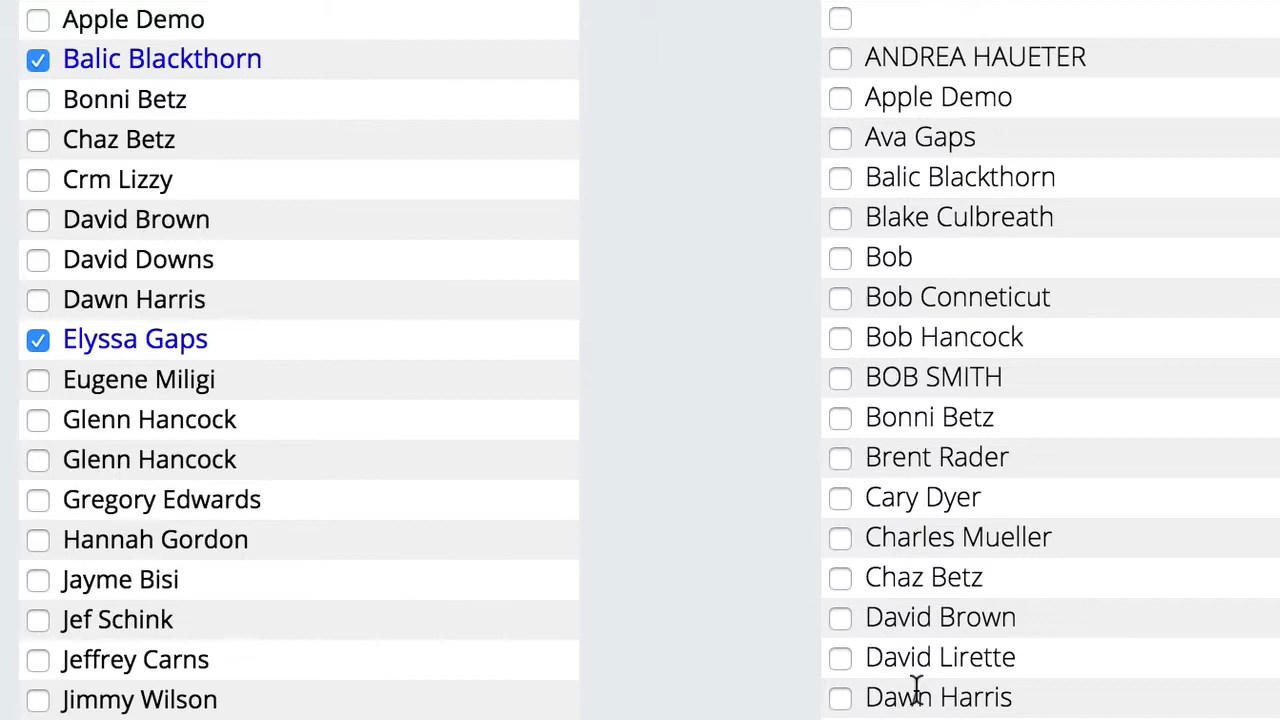 Apple Demo
Balic Blackthorn
Bonni Betz
Chaz Betz
Crm Lizzy
David Brown
David Downs
Dawn Harris
Elyssa Gaps
Eugene Miligi
Glenn Hancock
Glenn Hancock
Gregory Edwards
Hannah Gordon
Jayme Bisi
Jef Schink
Jeffrey Carns
Jimmy Wilson
ANDREA HAUETER
Apple Demo
Ava Gaps
Balic Blackthorn
Blake Culbreath
Bob
Bob Conneticut
Bob Hancock
BOB SMITH
Bonni Betz
Brent Rader
Cary Dyer
Charles Mueller
Chaz Betz
David Brown
David Lirette
Dawn Harris